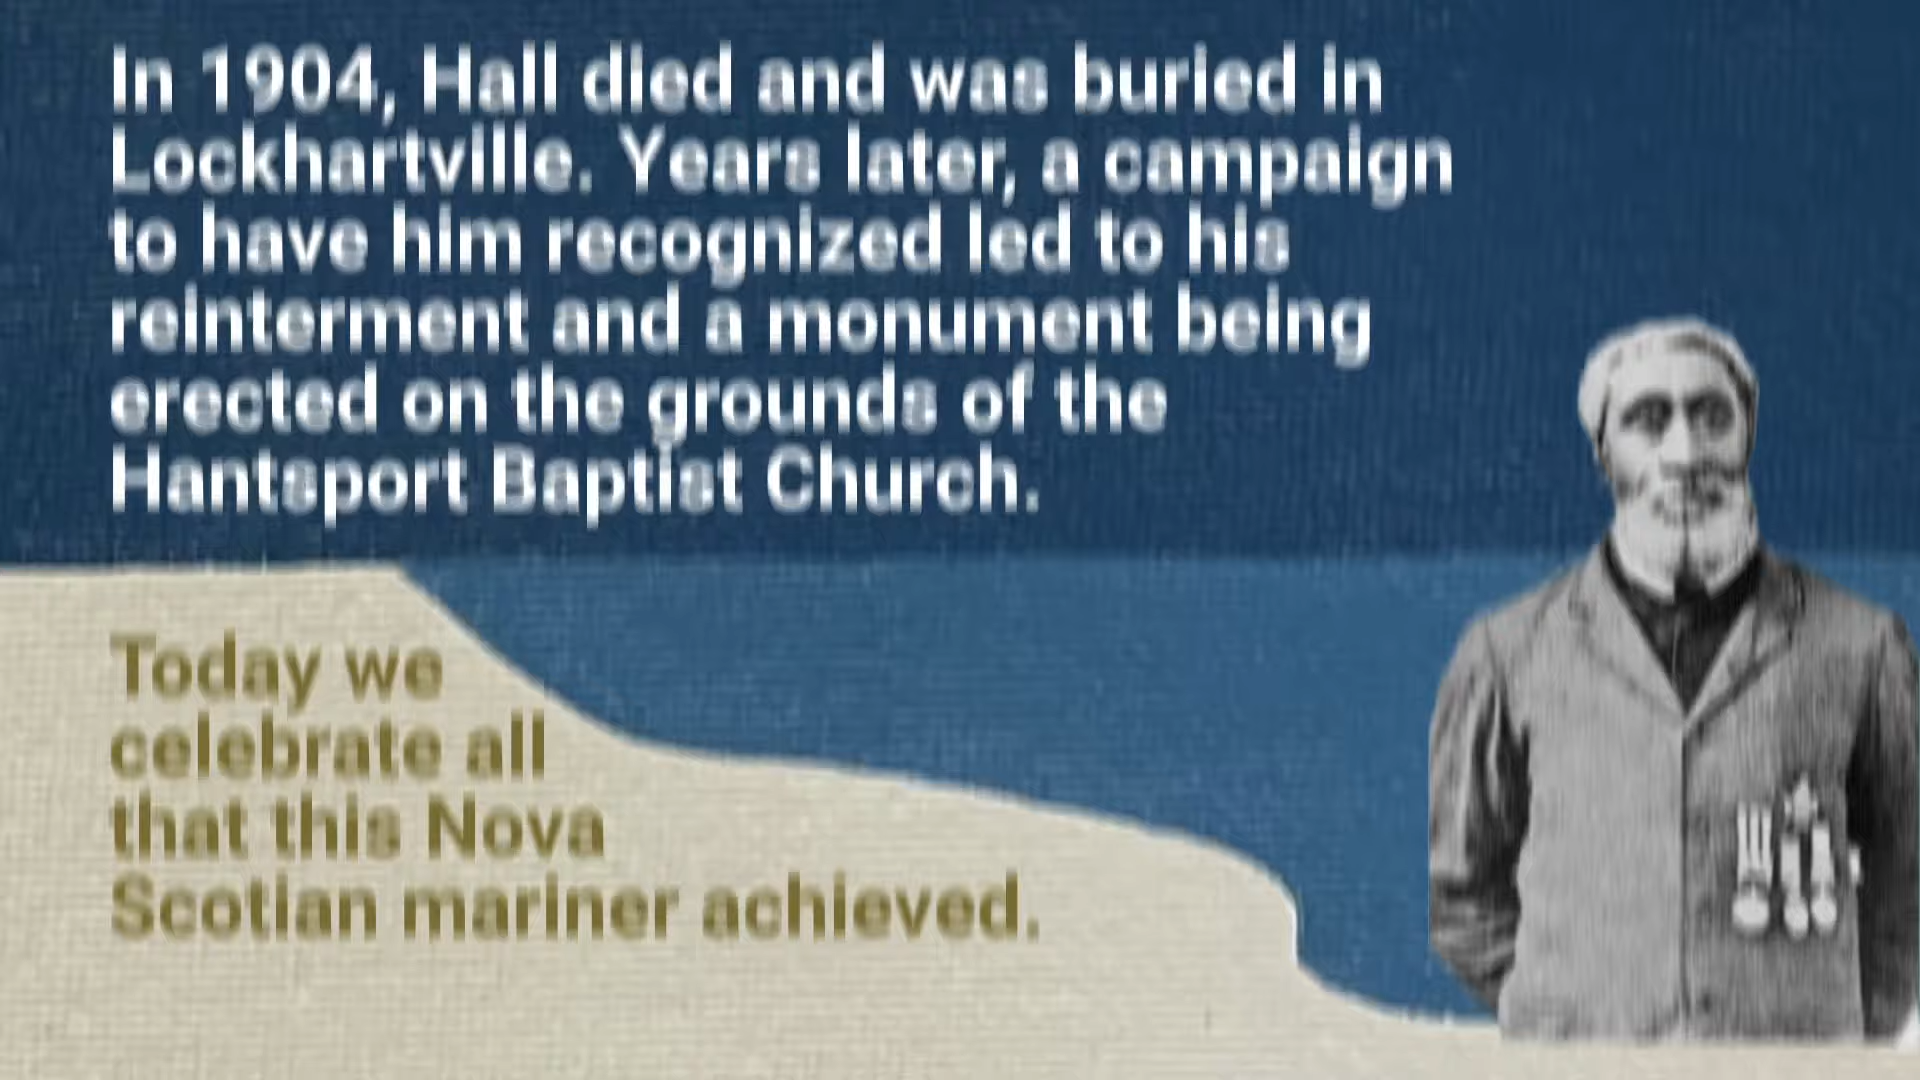 In 1904, Hall died and was buried in
Lockhartville. Years later, a campaign
to have him recognized led to his
reinterment and a monument being
erected on the grounds of the
Hantsport Baptist Church.
Today we
celebrate all
that this Nova
Scotian mariner achieved.